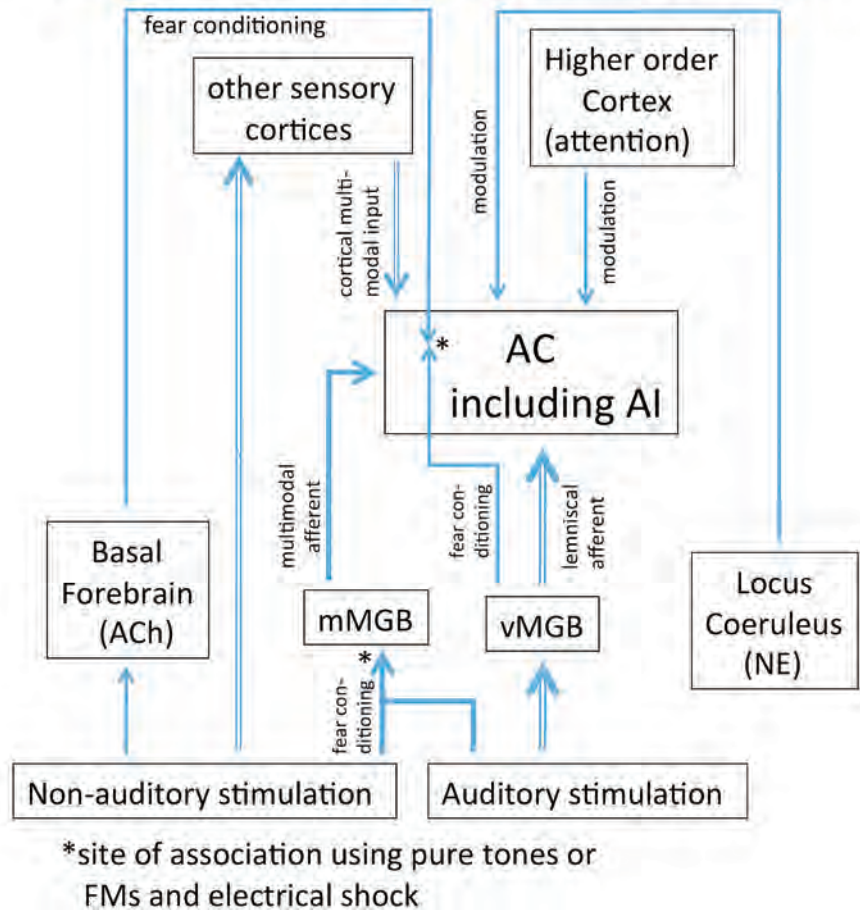 fear conditioning
other sensory
cortices
Higher order
Cortex
(attention)
modulation
modulation
cortical multi-
modal input
*
AC
including AI
multimodal
afferent
fear con-
ditioning
lemniscal
afferent
Basal
Forebrain
(ACh)
mMGB
vMGB
Locus
Coeruleus
(NE)
*
fear con-
ditioning
Non-auditory stimulation
Auditory stimulation
*site of association using pure tones or
FMs and electrical shock